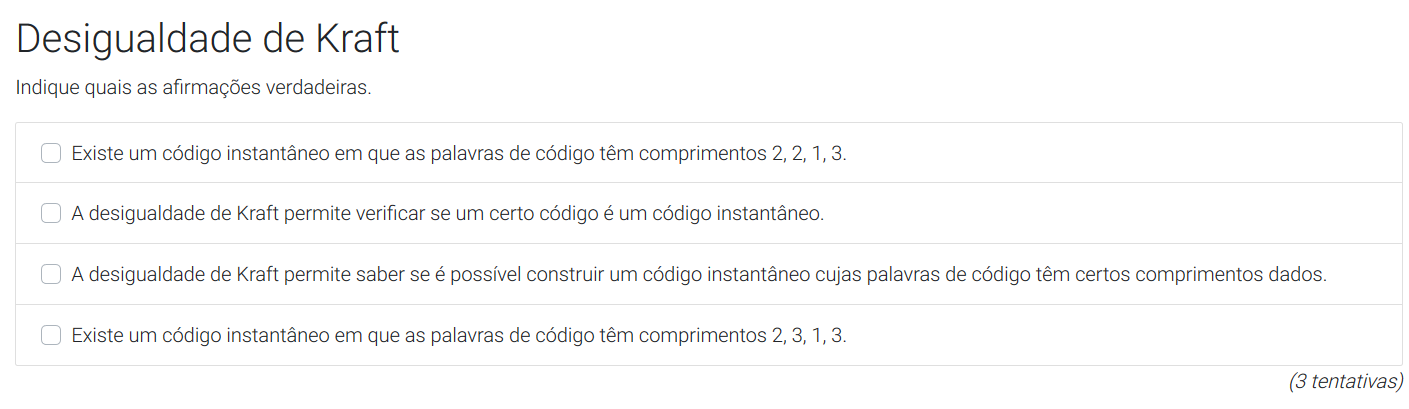 Desigualdade de Kraft
Indique quais as afirmações verdadeiras.
Existe um código instantâneo em que as palavras de código têm comprimentos 2, 2, 1, 3.
A desigualdade de Kraft permite verificar se um certo código é um código instantâneo.
A desigualdade de Kraft permite saber se é possível construir um código instantâneo cujas palavras de código têm certos comprimentos dados.
Existe um código instantâneo em que as palavras de código têm comprimentos 2, 3, 1, 3.
(3 tentativas)